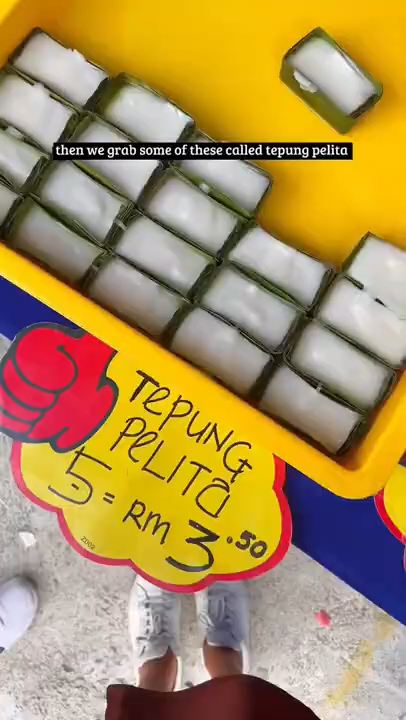 then we grab some of these called tepung pelita
TEPUNG
PELITA
5 = RM 3.50